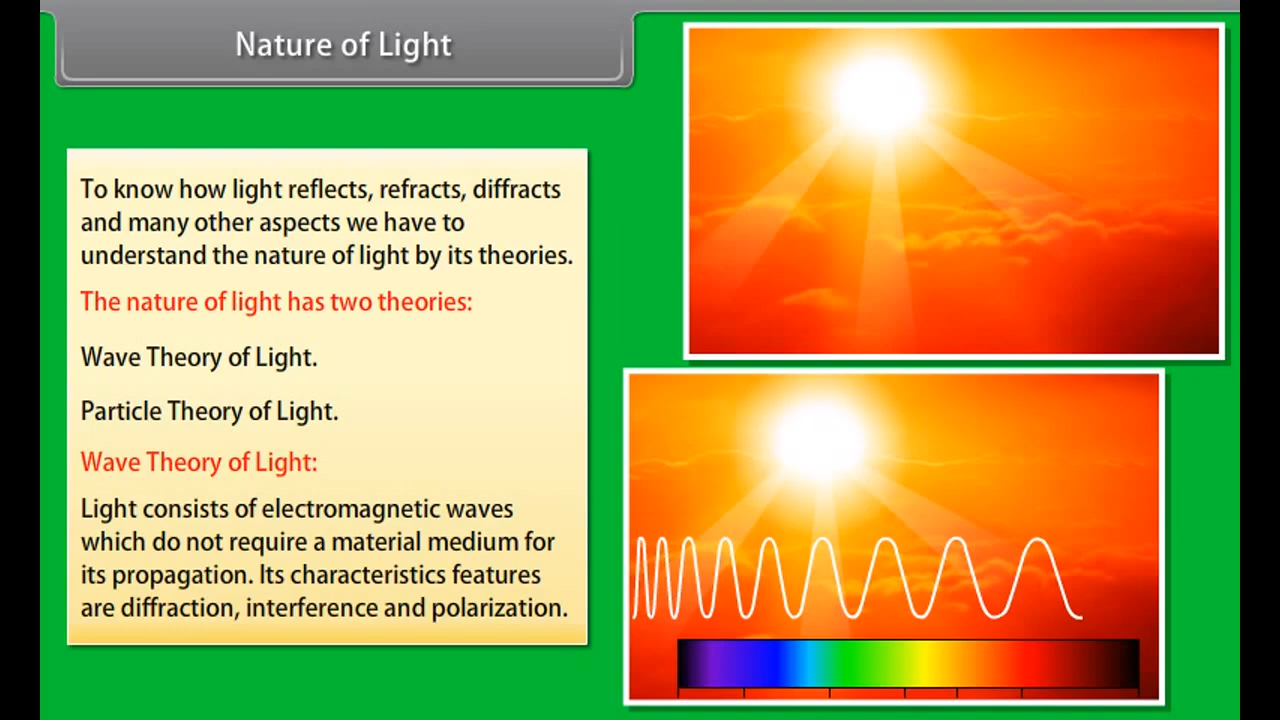 Nature of Light
To know how light reflects, refracts, diffracts
and many other aspects we have to
understand the nature of light by its theories.
The nature of light has two theories:
Wave Theory of Light.
Particle Theory of Light.
Wave Theory of Light:
Light consists of electromagnetic waves
which do not require a material medium for
its propagation. Its characteristics features
are diffraction, interference and polarization.